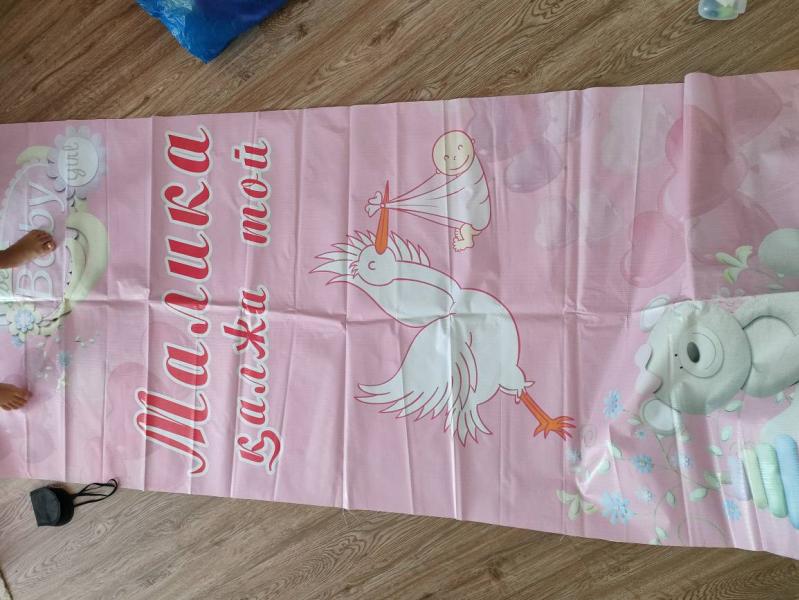 Baby
girl
Малика
қалжа той